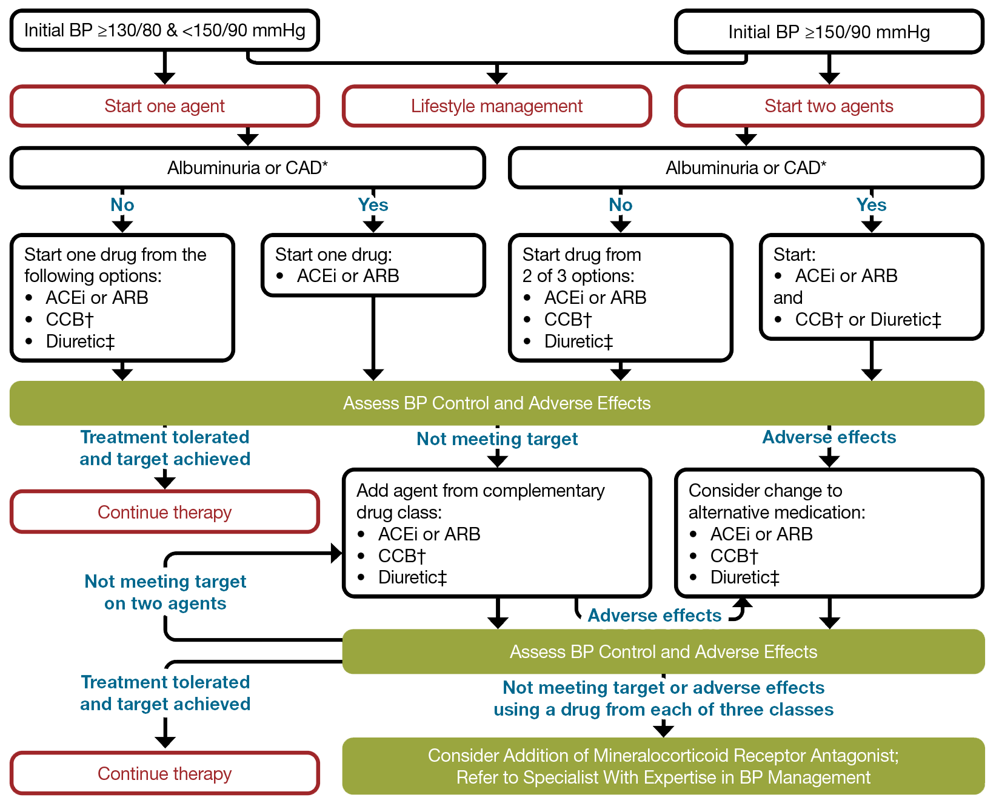 Initial BP ≥130/80 & <150/90 mmHg
Initial BP ≥150/90 mmHg
Start one agent
Lifestyle management
Start two agents
Albuminuria or CAD*
Albuminuria or CAD*
No
Yes
No
Yes
Start one drug from the
following options:
• ACEi or ARB
• CCB†
• Diuretic‡
Start one drug:
• ACEi or ARB
Start drug from
2 of 3 options:
• ACEi or ARB
• CCB†
• Diuretic‡
Start:
• ACEi or ARB
and
• CCB† or Diuretic‡
Assess BP Control and Adverse Effects
Treatment tolerated
and target achieved
Not meeting target
Adverse effects
Continue therapy
Add agent from complementary
drug class:
• ACEi or ARB
• CCB†
• Diuretic‡
Consider change to
alternative medication:
• ACEi or ARB
• CCB†
• Diuretic‡
Not meeting target
on two agents
Adverse effects
Assess BP Control and Adverse Effects
Treatment tolerated
and target achieved
Not meeting target or adverse effects
using a drug from each of three classes
Continue therapy
Consider Addition of Mineralocorticoid Receptor Antagonist;
Refer to Specialist With Expertise in BP Management